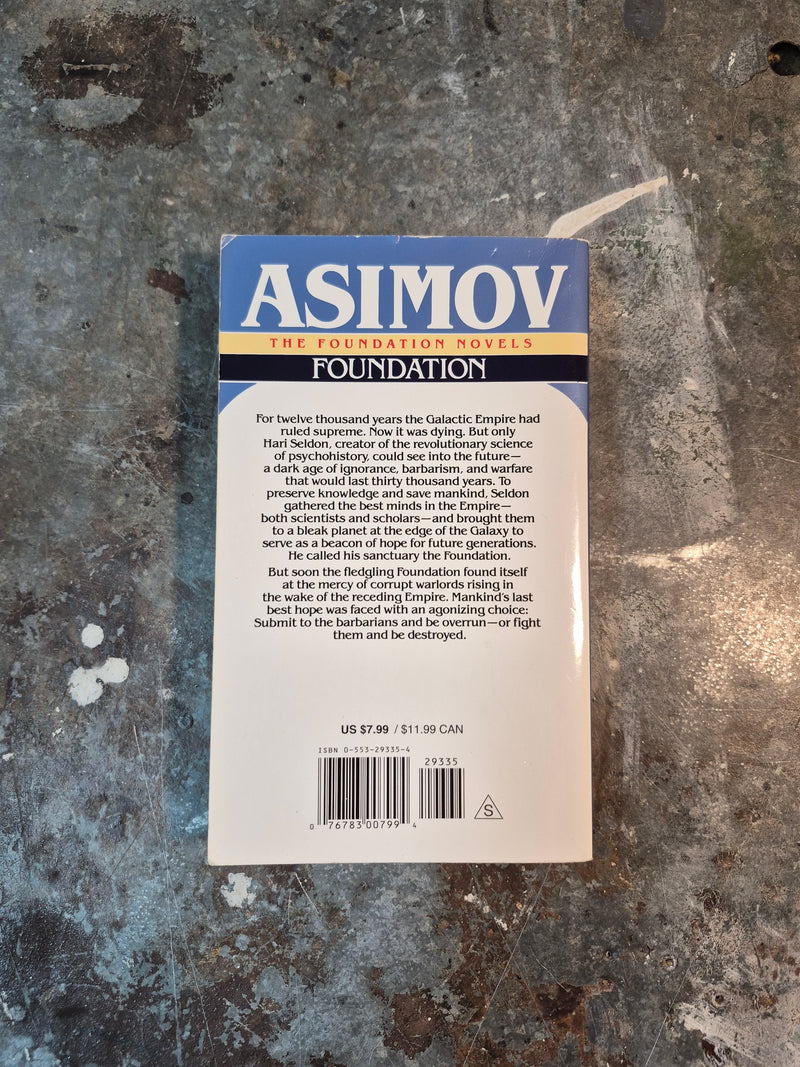 ASIMOV
THE FOUNDATION NOVELS
FOUNDATION
For twelve thousand years the Galactic Empire had
ruled supreme. Now it was dying. But only
Hari Seldon, creator of the revolutionary science
of psychohistory, could see into the future—
a dark age of ignorance, barbarism, and warfare
that would last thirty thousand years. To
preserve knowledge and save mankind, Seldon
gathered the best minds in the Empire—
both scientists and scholars—and brought them
to a bleak planet at the edge of the Galaxy to
serve as a beacon of hope for future generations.
He called his sanctuary the Foundation.
But soon the fledgling Foundation found itself
at the mercy of corrupt warlords rising in
the wake of the receding Empire. Mankind's last
best hope was faced with an agonizing choice:
Submit to the barbarians and be overrun—or fight
them and be destroyed.
US $7.99 / $11.99 CAN
ISBN 0-553-29335-4
29335
0 76783 00799 4
S